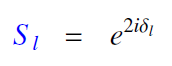 S_l = e^{2iδ_l}